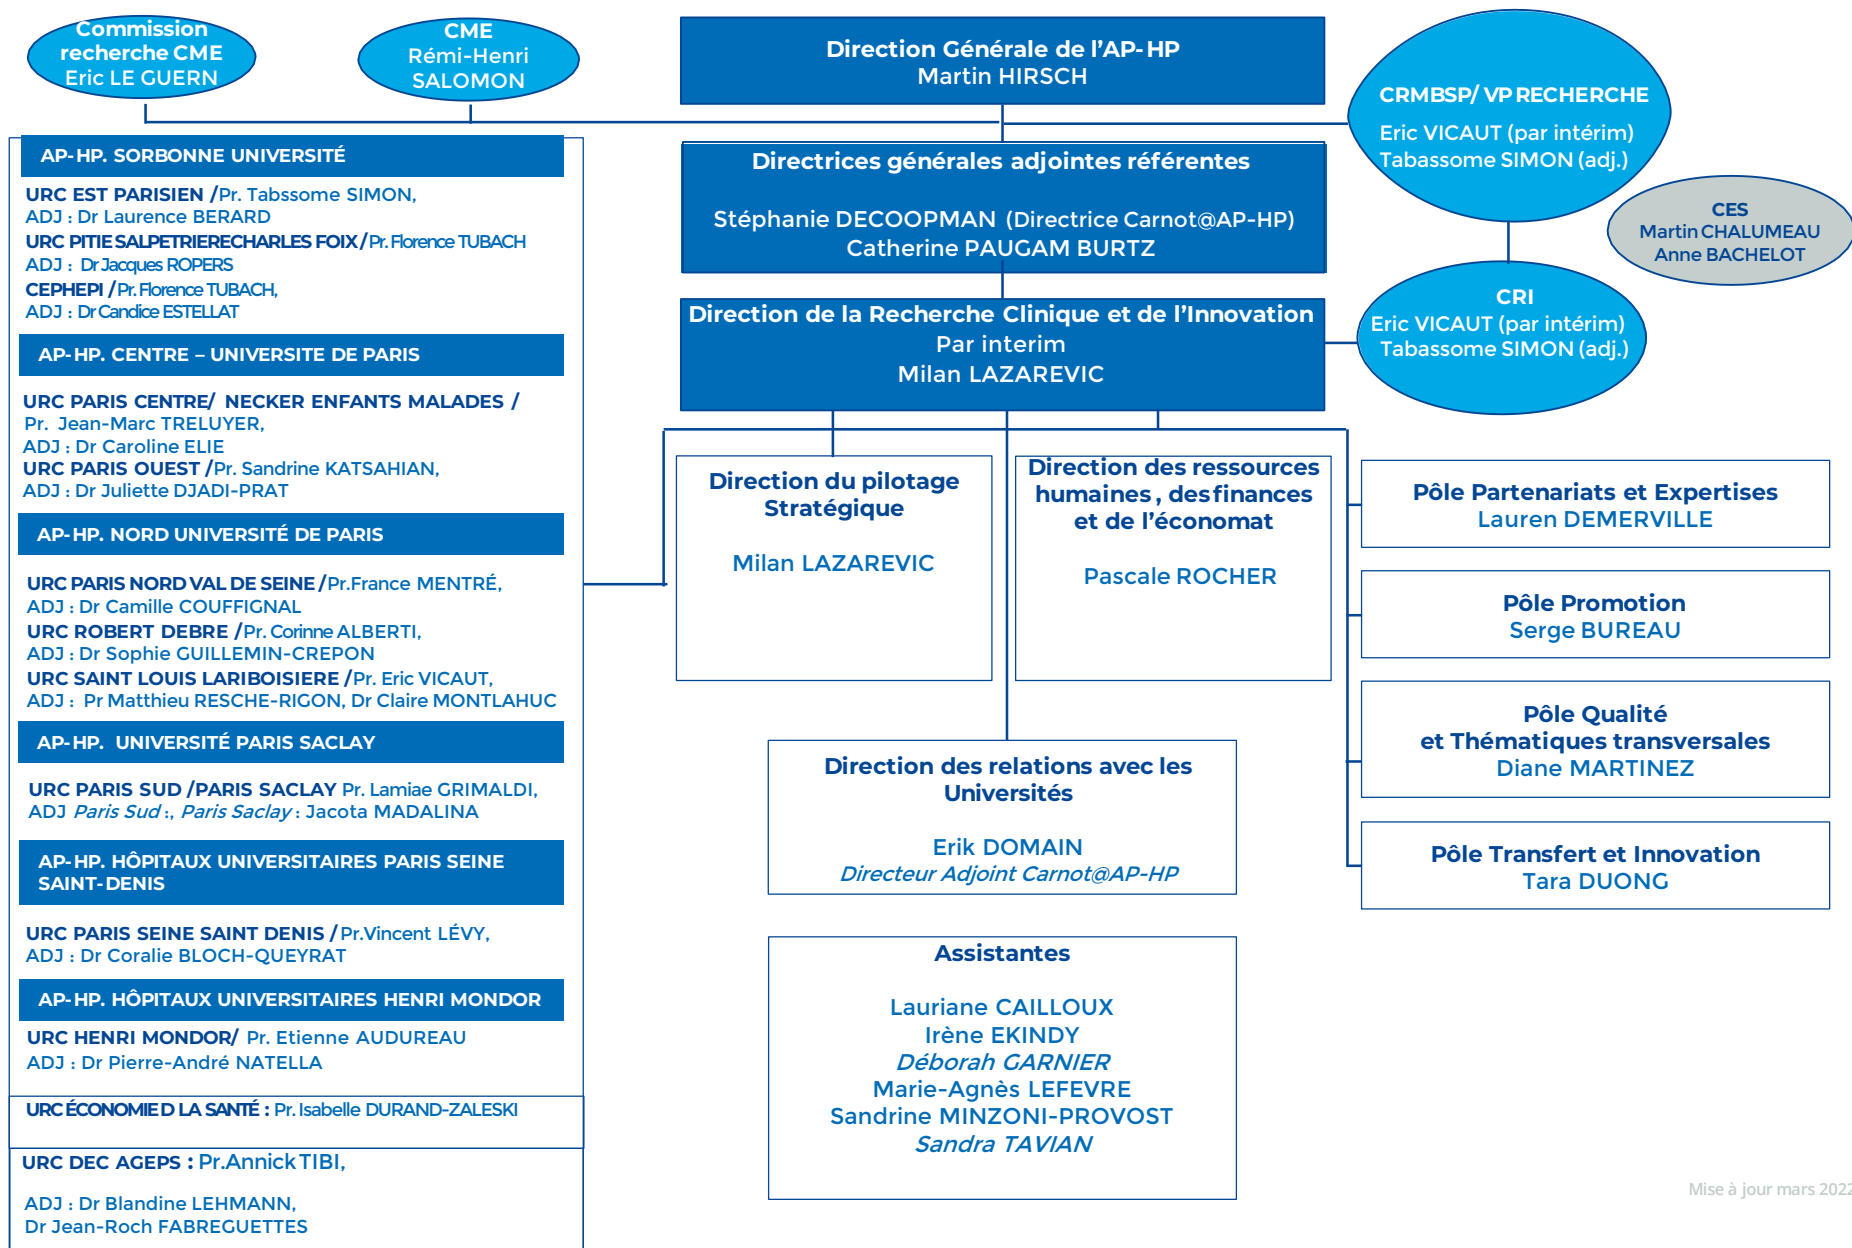 Commission
recherche CME
Eric LE GUERN
CME
Rémi-Henri
SALOMON
Direction Générale de l'AP-HP
Martin HIRSCH
CRMBSP/ VP RECHERCHE
Eric VICAUT (par intérim)
Tabassome SIMON (adj.)
CES
Martin CHALUMEAU
Anne BACHELOT
Directrices générales adjointes référentes
Stéphanie DECOOPMAN (Directrice Carnot@AP-HP)
Catherine PAUGAM BURTZ
CRI
Eric VICAUT (par intérim)
Tabassome SIMON (adj.)
Direction de la Recherche Clinique et de l'Innovation
Par interim
Milan LAZAREVIC
AP-HP. SORBONNE UNIVERSITÉ
URC EST PARISIEN /Pr. Tabssome SIMON,
ADJ : Dr Laurence BERARD
URC PITIE SALPETRIERECHARLES FOIX / Pr. Florence TUBACH
ADJ : Dr Jacques ROPERS
CEPHEPI / Pr. Florence TUBACH,
ADJ : Dr Candice ESTELLAT
AP-HP. CENTRE – UNIVERSITE DE PARIS
URC PARIS CENTRE/ NECKER ENFANTS MALADES /
Pr. Jean-Marc TRELUYER,
ADJ : Dr Caroline ELIE
URC PARIS OUEST /Pr. Sandrine KATSAHIAN,
ADJ : Dr Juliette DJADI-PRAT
AP-HP. NORD UNIVERSITÉ DE PARIS
URC PARIS NORD VAL DE SEINE /Pr.France MENTRÉ,
ADJ : Dr Camille COUFFIGNAL
URC ROBERT DEBRE /Pr. Corinne ALBERTI,
ADJ : Dr Sophie GUILLEMIN-CREPON
URC SAINT LOUIS LARIBOISIERE /Pr. Eric VICAUT,
ADJ : Pr Matthieu RESCHE-RIGON, Dr Claire MONTLAHUC
AP-HP. UNIVERSITÉ PARIS SACLAY
URC PARIS SUD /PARIS SACLAY Pr. Lamiae GRIMALDI,
ADJ Paris Sud :, Paris Saclay : Jacota MADALINA
AP-HP. HÔPITAUX UNIVERSITAIRES PARIS SEINE
SAINT-DENIS
URC PARIS SEINE SAINT DENIS / Pr.Vincent LÉVY,
ADJ : Dr Coralie BLOCH-QUEYRAT
AP-HP. HÔPITAUX UNIVERSITAIRES HENRI MONDOR
URC HENRI MONDOR/ Pr. Etienne AUDUREAU
ADJ : Dr Pierre-André NATELLA
URC ÉCONOMIE D LA SANTÉ : Pr. Isabelle DURAND-ZALESKI
URC DEC AGEPS : Pr.Annick TIBI,
ADJ : Dr Blandine LEHMANN,
Dr Jean-Roch FABREGUETTES
Direction du pilotage
Stratégique
Milan LAZAREVIC
Direction des ressources
humaines , des finances
et de l'économat
Pascale ROCHER
Direction des relations avec les
Universités
Erik DOMAIN
Directeur Adjoint Carnot@AP-HP
Assistantes
Lauriane CAILLOUX
Irène EKINDY
Déborah GARNIER
Marie-Agnès LEFEVRE
Sandrine MINZONI-PROVOST
Sandra TAVIAN
Pôle Partenariats et Expertises
Lauren DEMERVILLE
Pôle Promotion
Serge BUREAU
Pôle Qualité
et Thématiques transversales
Diane MARTINEZ
Pôle Transfert et Innovation
Tara DUONG
Mise à jour mars 2022